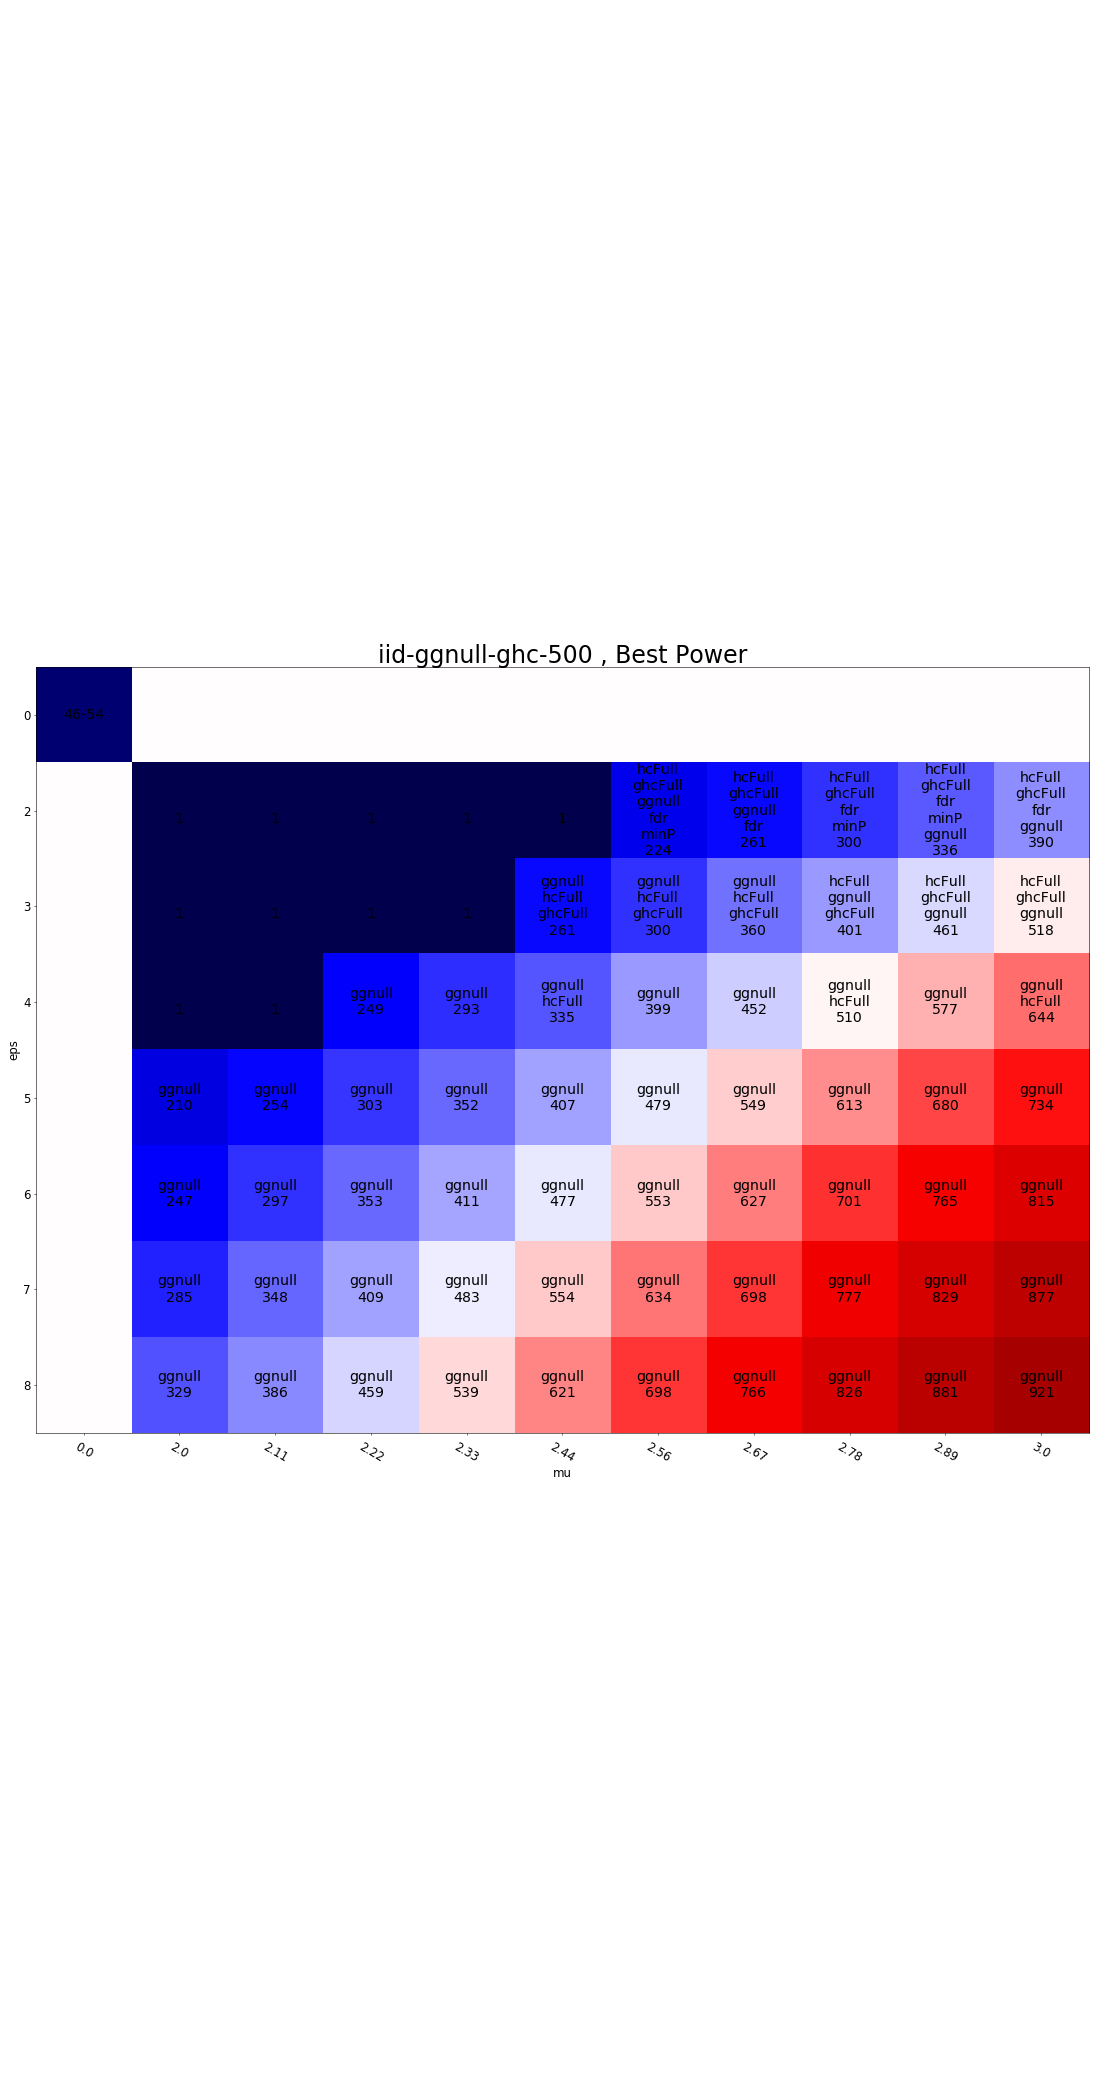 iid-ggnull-ghc-500 , Best Power
0
46-54
2
1
1
1
1
1
hcFull
ghcFull
ggnull
fdr
minP
224
hcFull
ghcFull
ggnull
fdr
261
hcFull
ghcFull
fdr
minP
300
hcFull
ghcFull
fdr
minP
ggnull
336
hcFull
ghcFull
fdr
ggnull
390
3
1
1
1
1
ggnull
hcFull
ghcFull
261
ggnull
hcFull
ghcFull
300
ggnull
hcFull
ghcFull
360
hcFull
ggnull
ghcFull
401
hcFull
ghcFull
ggnull
461
hcFull
ghcFull
ggnull
518
4
1
1
ggnull
249
ggnull
293
ggnull
hcFull
335
ggnull
399
ggnull
452
ggnull
hcFull
510
ggnull
577
ggnull
hcFull
644
eps
5
ggnull
210
ggnull
254
ggnull
303
ggnull
352
ggnull
407
ggnull
479
ggnull
549
ggnull
613
ggnull
680
ggnull
734
6
ggnull
247
ggnull
297
ggnull
353
ggnull
411
ggnull
477
ggnull
553
ggnull
627
ggnull
701
ggnull
765
ggnull
815
7
ggnull
285
ggnull
348
ggnull
409
ggnull
483
ggnull
554
ggnull
634
ggnull
698
ggnull
777
ggnull
829
ggnull
877
8
ggnull
329
ggnull
386
ggnull
459
ggnull
539
ggnull
621
ggnull
698
ggnull
766
ggnull
826
ggnull
881
ggnull
921
0.0
2.0
2.11
2.22
2.33
2.44
2.56
2.67
2.78
2.89
3.0
mu